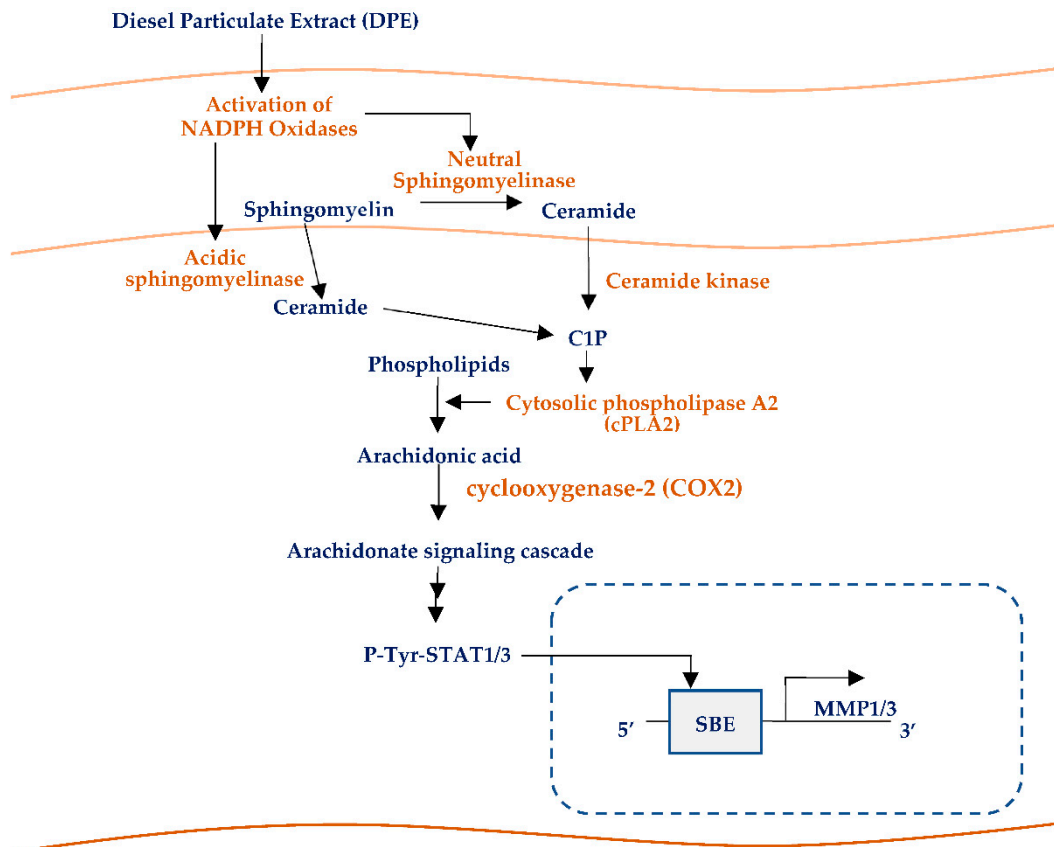 Diesel Particulate Extract (DPE)
Activation of
NADPH Oxidases
Neutral
Sphingomyelinase
Sphingomyelin
Ceramide
Acidic
sphingomyelinase
Ceramide kinase
Ceramide
C1P
Phospholipids
Cytosolic phospholipase A2
(cPLA2)
Arachidonic acid
cyclooxygenase-2 (COX2)
Arachidonate signaling cascade
P-Tyr-STAT1/3
5′
SBE
MMP1/3
3′